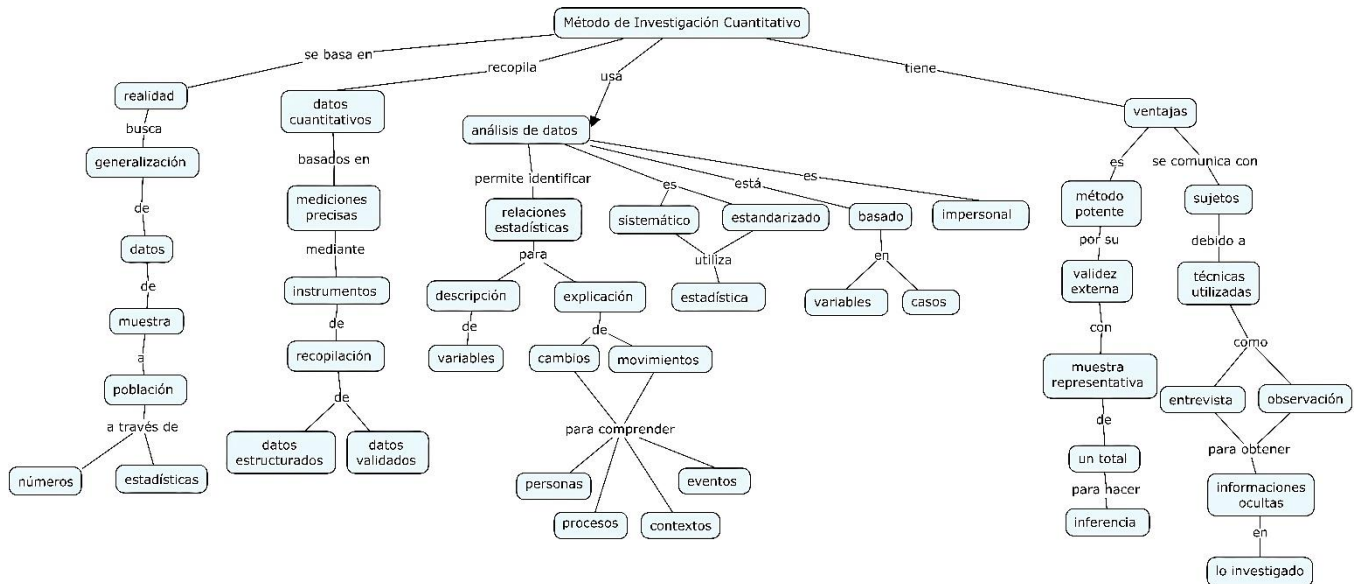 Método de Investigación Cuantitativo
se basa en
recopila
usa
tiene
realidad
busca
generalización
de
datos
de
muestra
a
población
a través de
números
estadísticas
datos
cuantitativos
basados en
mediciones
precisas
mediante
instrumentos
de
recopilación
de
datos
estructurados
datos
validados
análisis de datos
permite identificar
relaciones
estadísticas
para
descripción
de
variables
explicación
de
cambios
movimientos
para comprender
personas
procesos
contextos
eventos
es
sistemático
estandarizado
utiliza
estadística
está
basado
en
variables
casos
es
impersonal
ventajas
es
método
potente
por su
validez
externa
con
muestra
representativa
de
un total
para hacer
inferencia
se comunica con
sujetos
debido a
técnicas
utilizadas
como
entrevista
observación
para obtener
informaciones
ocultas
en
lo investigado